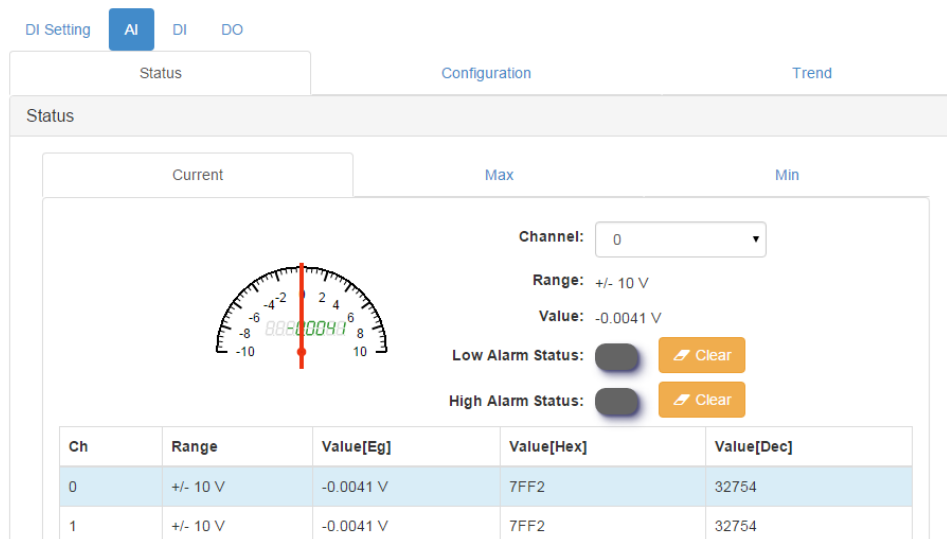 DI Setting AI DI DO
Status Configuration Trend
Status
Current Max Min
Channel: 0
Range: +/- 10 V
Value: -0.0041 V
Low Alarm Status: Clear
High Alarm Status: Clear
-10 -8 -6 -4 -2 0 2 4 6 8 10
-0.0041
Ch Range Value[Eg] Value[Hex] Value[Dec]
0 +/- 10 V -0.0041 V 7FF2 32754
1 +/- 10 V -0.0041 V 7FF2 32754